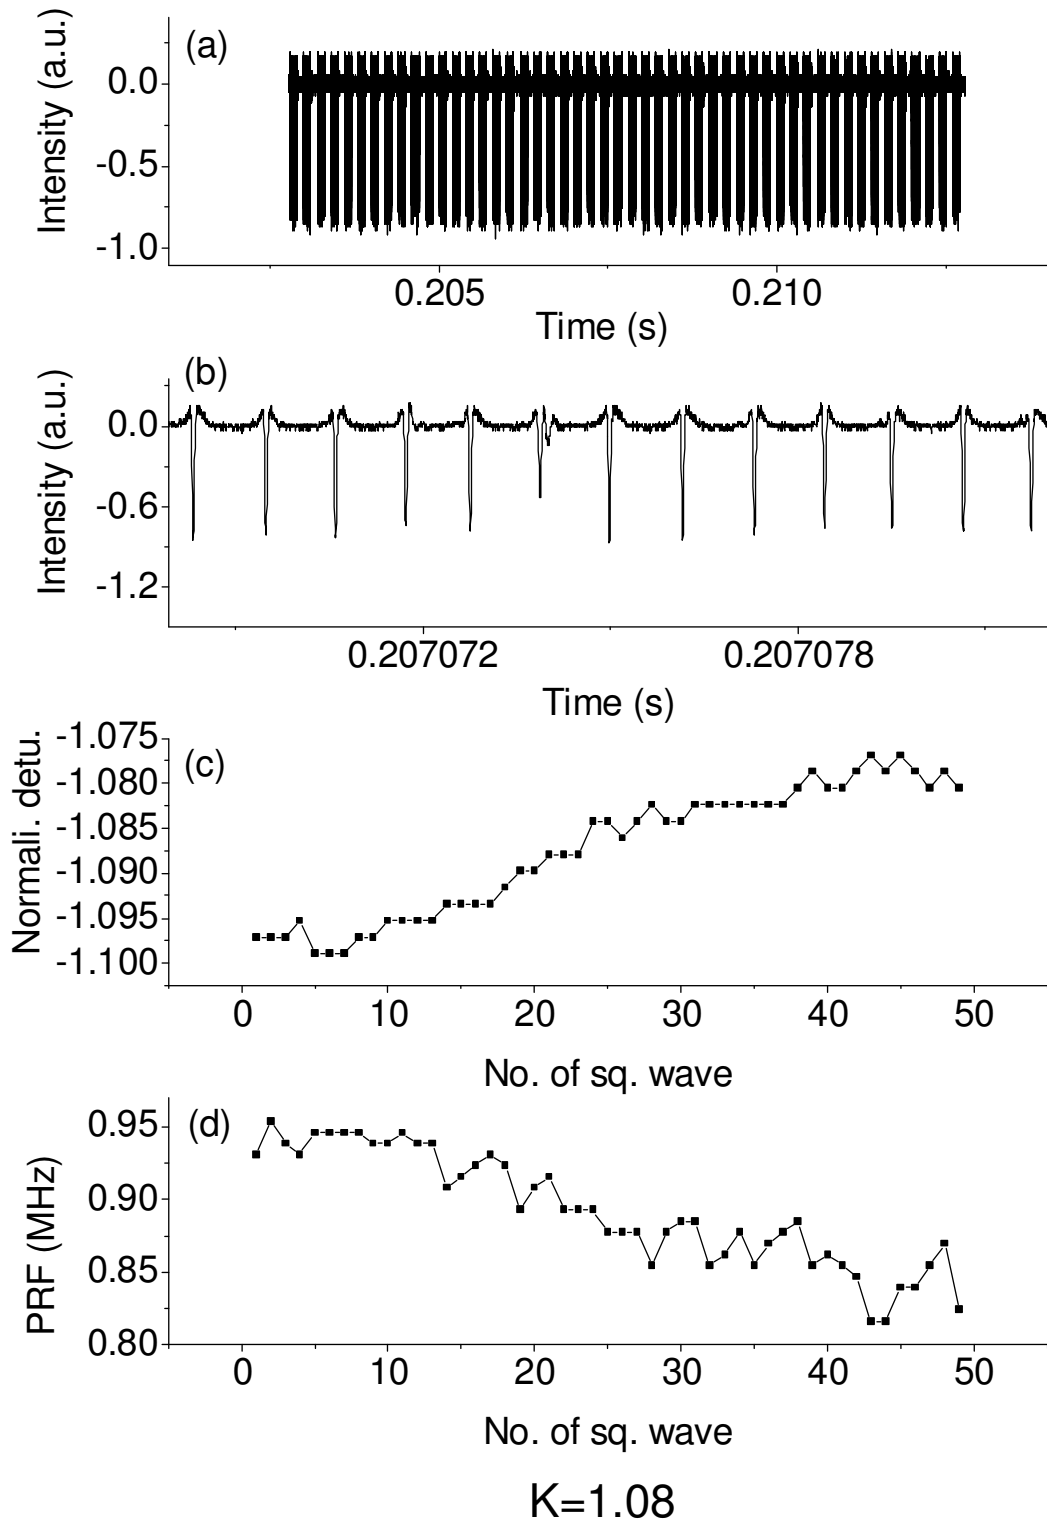 (a)
Intensity (a.u.)
0.0
-0.5
-1.0
0.205 0.210
Time (s)
(b)
Intensity (a.u.)
0.0
-0.6
-1.2
0.207072 0.207078
Time (s)
(c)
Normali. detu.
-1.075
-1.080
-1.085
-1.090
-1.095
-1.100
0 10 20 30 40 50
No. of sq. wave
(d)
PRF (MHz)
0.95
0.90
0.85
0.80
0 10 20 30 40 50
No. of sq. wave
K=1.08